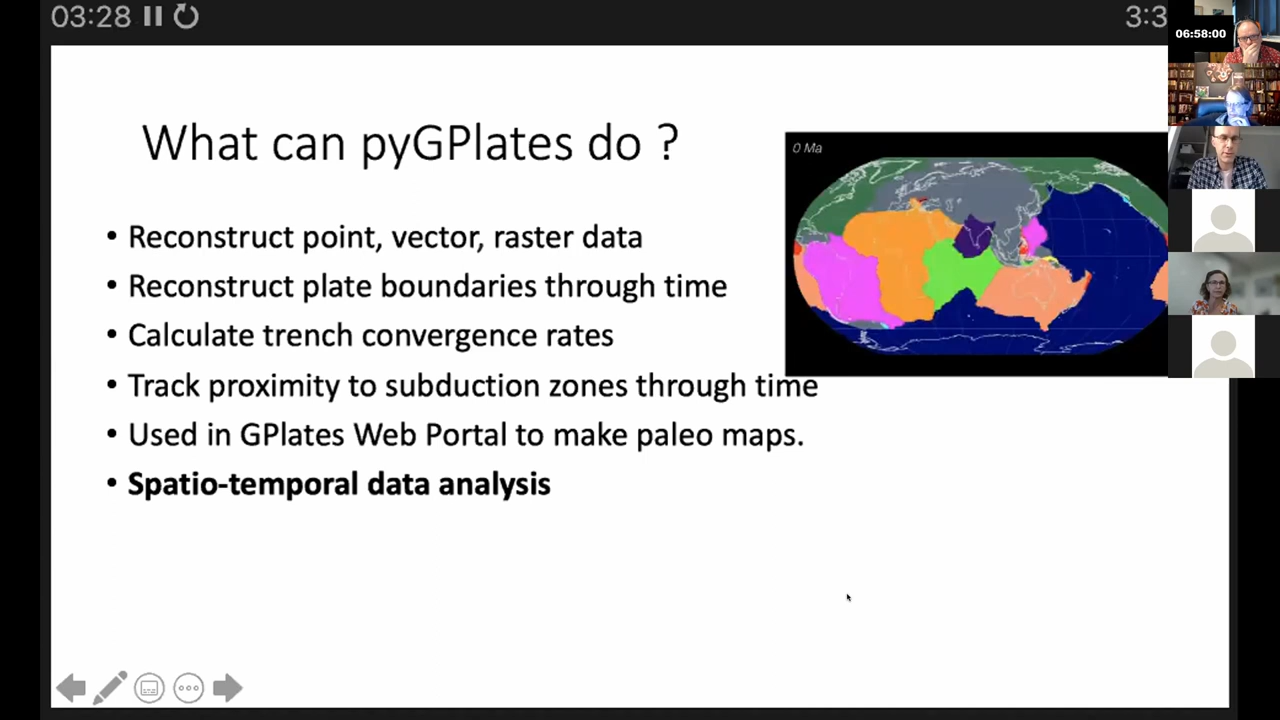 03:28
3:3
06:58:00
What can pyGPlates do ?
0 Ma
• Reconstruct point, vector, raster data
• Reconstruct plate boundaries through time
• Calculate trench convergence rates
• Track proximity to subduction zones through time
• Used in GPlates Web Portal to make paleo maps.
• Spatio-temporal data analysis